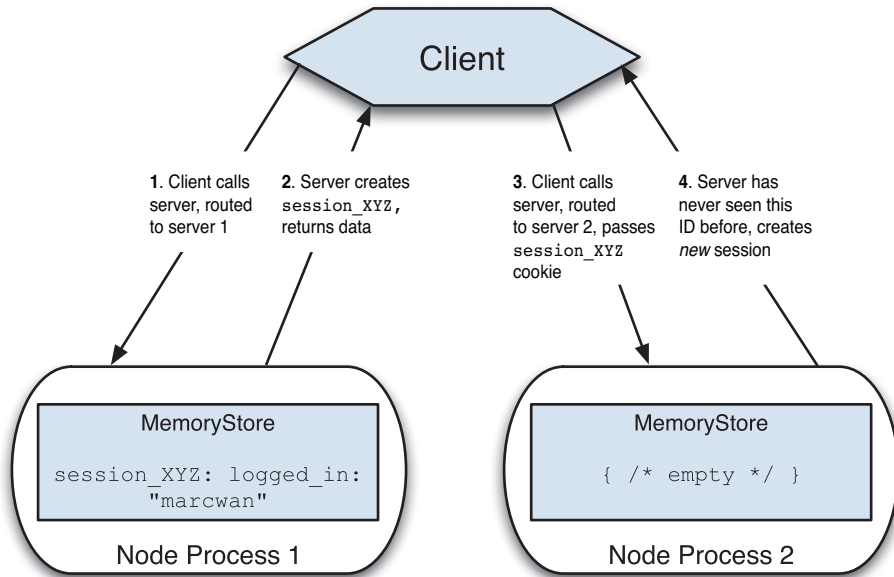 Client
1. Client calls
server, routed
to server 1
2. Server creates
session_XYZ,
returns data
3. Client calls
server, routed
to server 2, passes
session_XYZ
cookie
4. Server has
never seen this
ID before, creates
new session
MemoryStore
session_XYZ: logged_in:
"marcwan"
Node Process 1
MemoryStore
{ /* empty */ }
Node Process 2